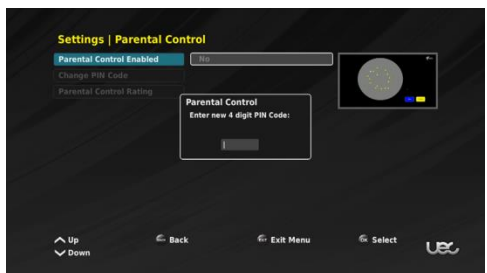 Settings | Parental Control
Parental Control Enabled
No
Change PIN Code
Parental Control Rating
Parental Control
Enter new 4 digit PIN Code:
Up
Back
Exit Menu
Select
Down
UEC